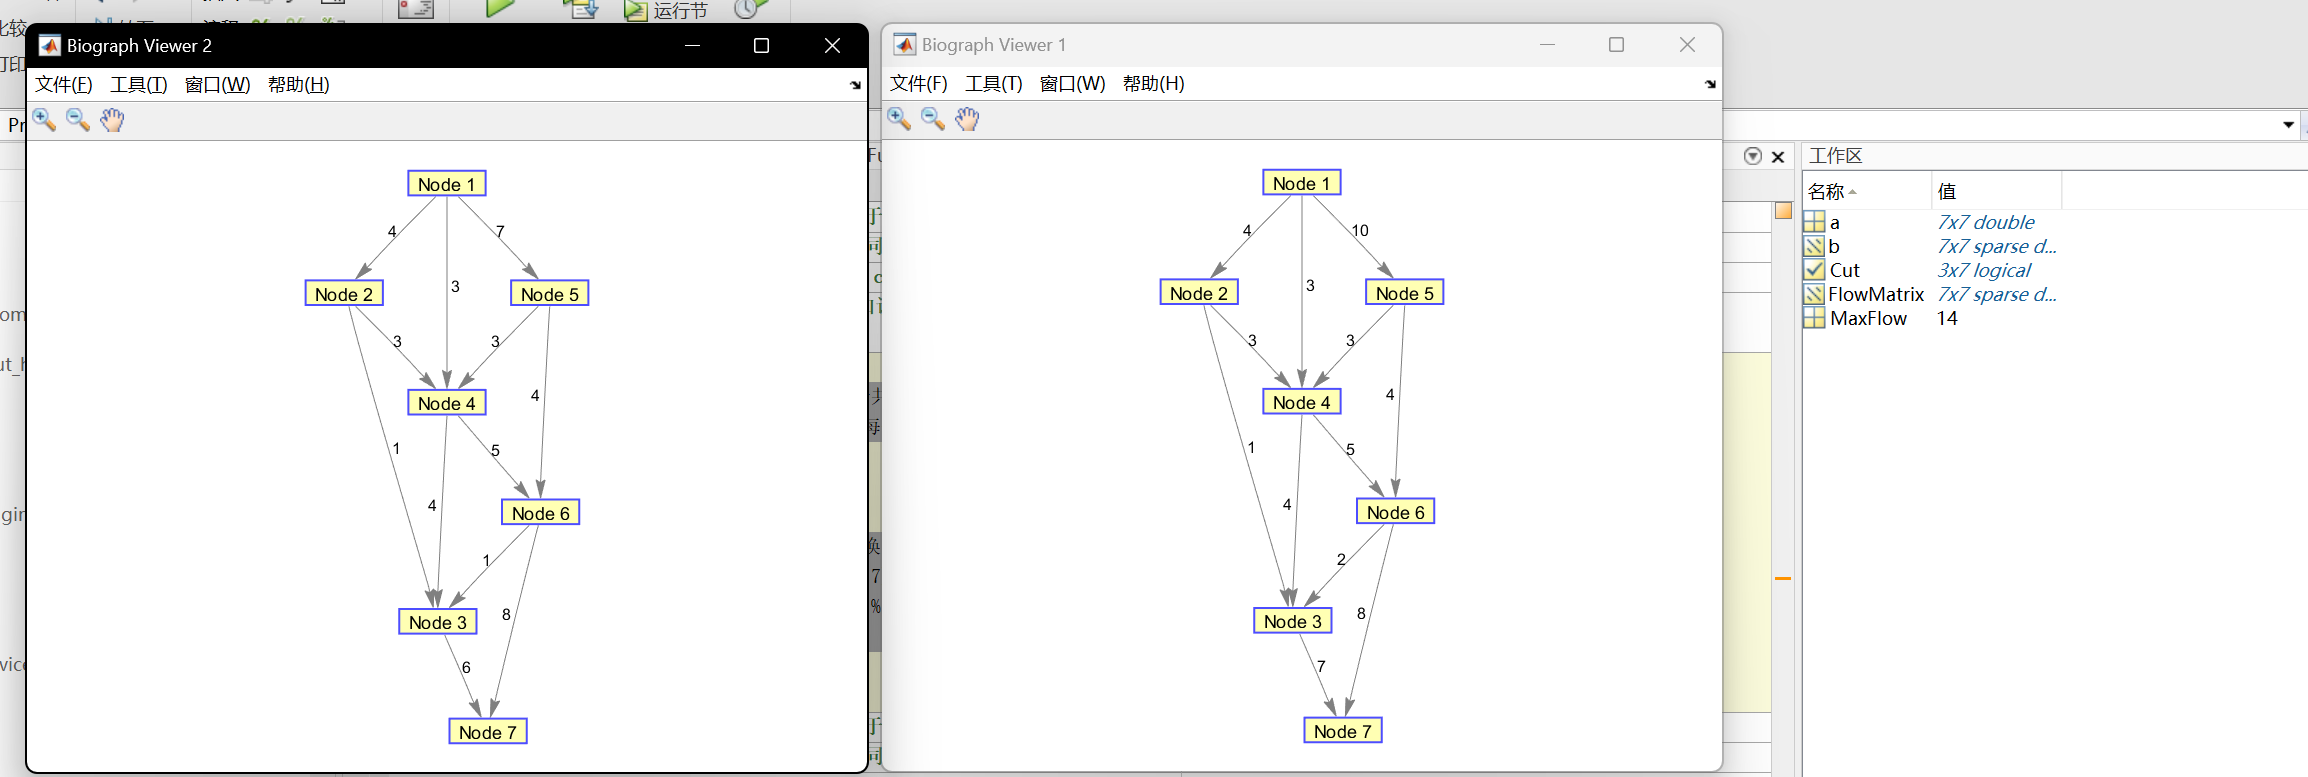 比较
打印
运行节
Pr
Biograph Viewer 2
文件(F) 工具(T) 窗口(W) 帮助(H)
Node 1
4
7
3
Node 2
Node 5
3
3
4
Node 4
1
5
4
Node 6
1
8
Node 3
6
Node 7
Biograph Viewer 1
文件(F) 工具(T) 窗口(W) 帮助(H)
Node 1
4
10
3
Node 2
Node 5
3
3
4
Node 4
1
5
4
Node 6
2
8
Node 3
7
Node 7
工作区
名称 值
a 7x7 double
b 7x7 sparse d...
Cut 3x7 logical
FlowMatrix 7x7 sparse d...
MaxFlow 14